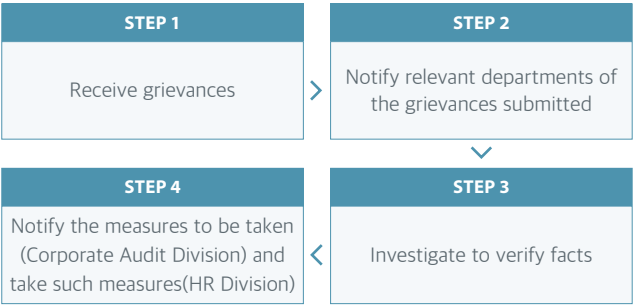 STEP 1
Receive grievances
STEP 2
Notify relevant departments of
the grievances submitted
STEP 3
Investigate to verify facts
STEP 4
Notify the measures to be taken
(Corporate Audit Division) and
take such measures(HR Division)